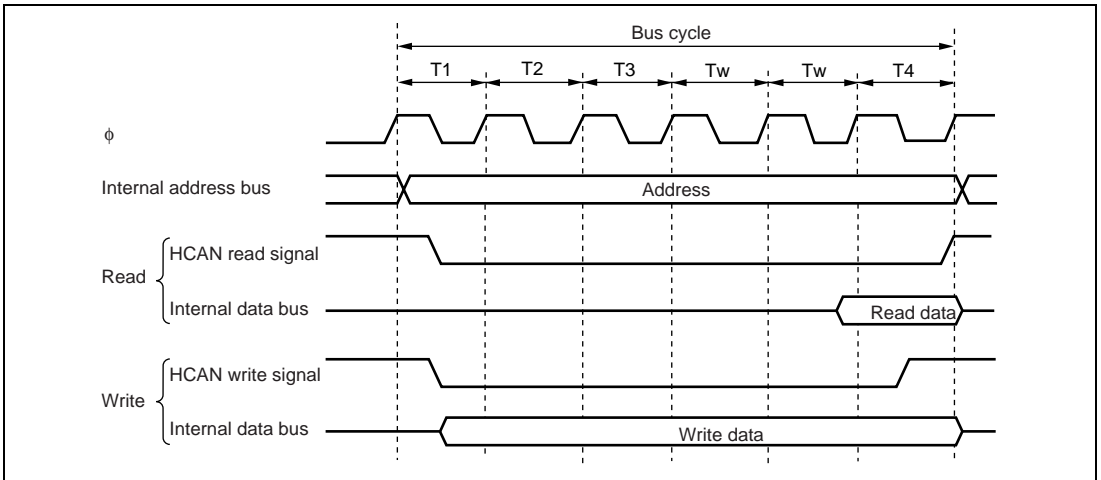 Bus cycle
T1 T2 T3 Tw Tw T4
φ
Internal address bus Address
HCAN read signal
Read
Internal data bus Read data
HCAN write signal
Write
Internal data bus Write data